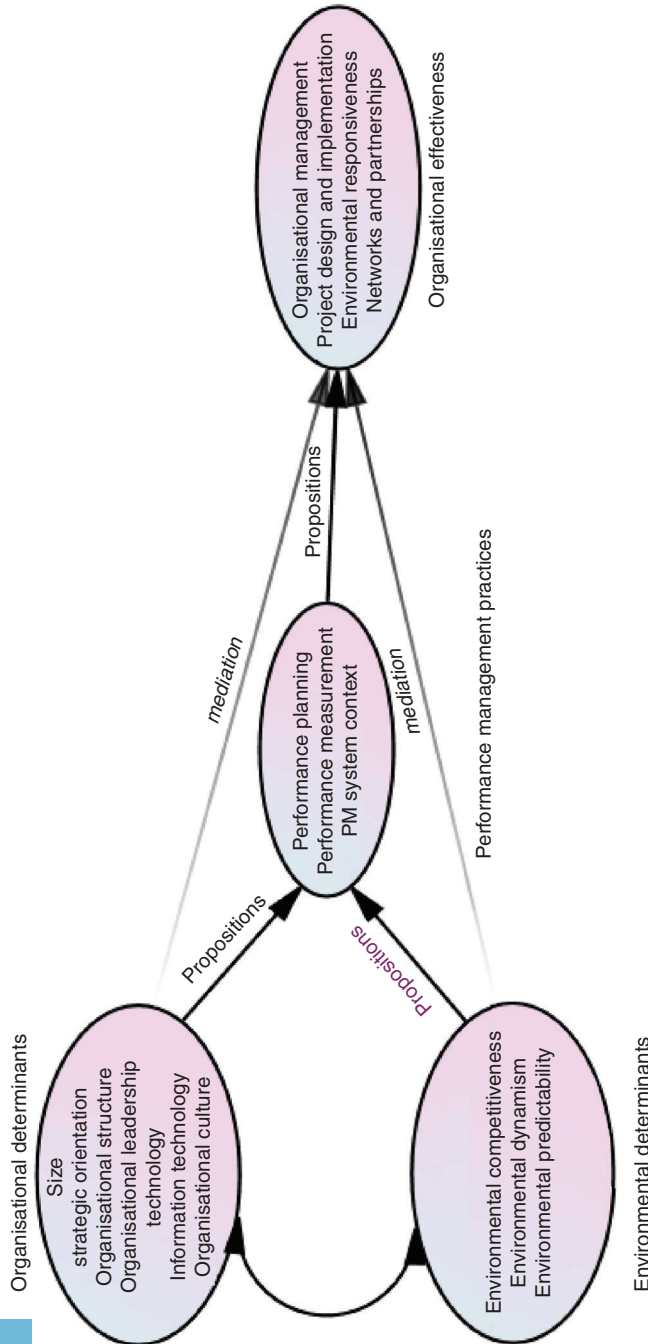 Organisational determinants
Size
strategic orientation
Organisational structure
Organisational leadership
technology
Information technology
Organisational culture
mediation
Propositions
Performance planning
Performance measurement
PM system context
Propositions
Organisational management
Project design and implementation
Environmental responsiveness
Networks and partnerships
Organisational effectiveness
Propositions
mediation
Performance management practices
Environmental competitiveness
Environmental dynamism
Environmental predictability
Environmental determinants